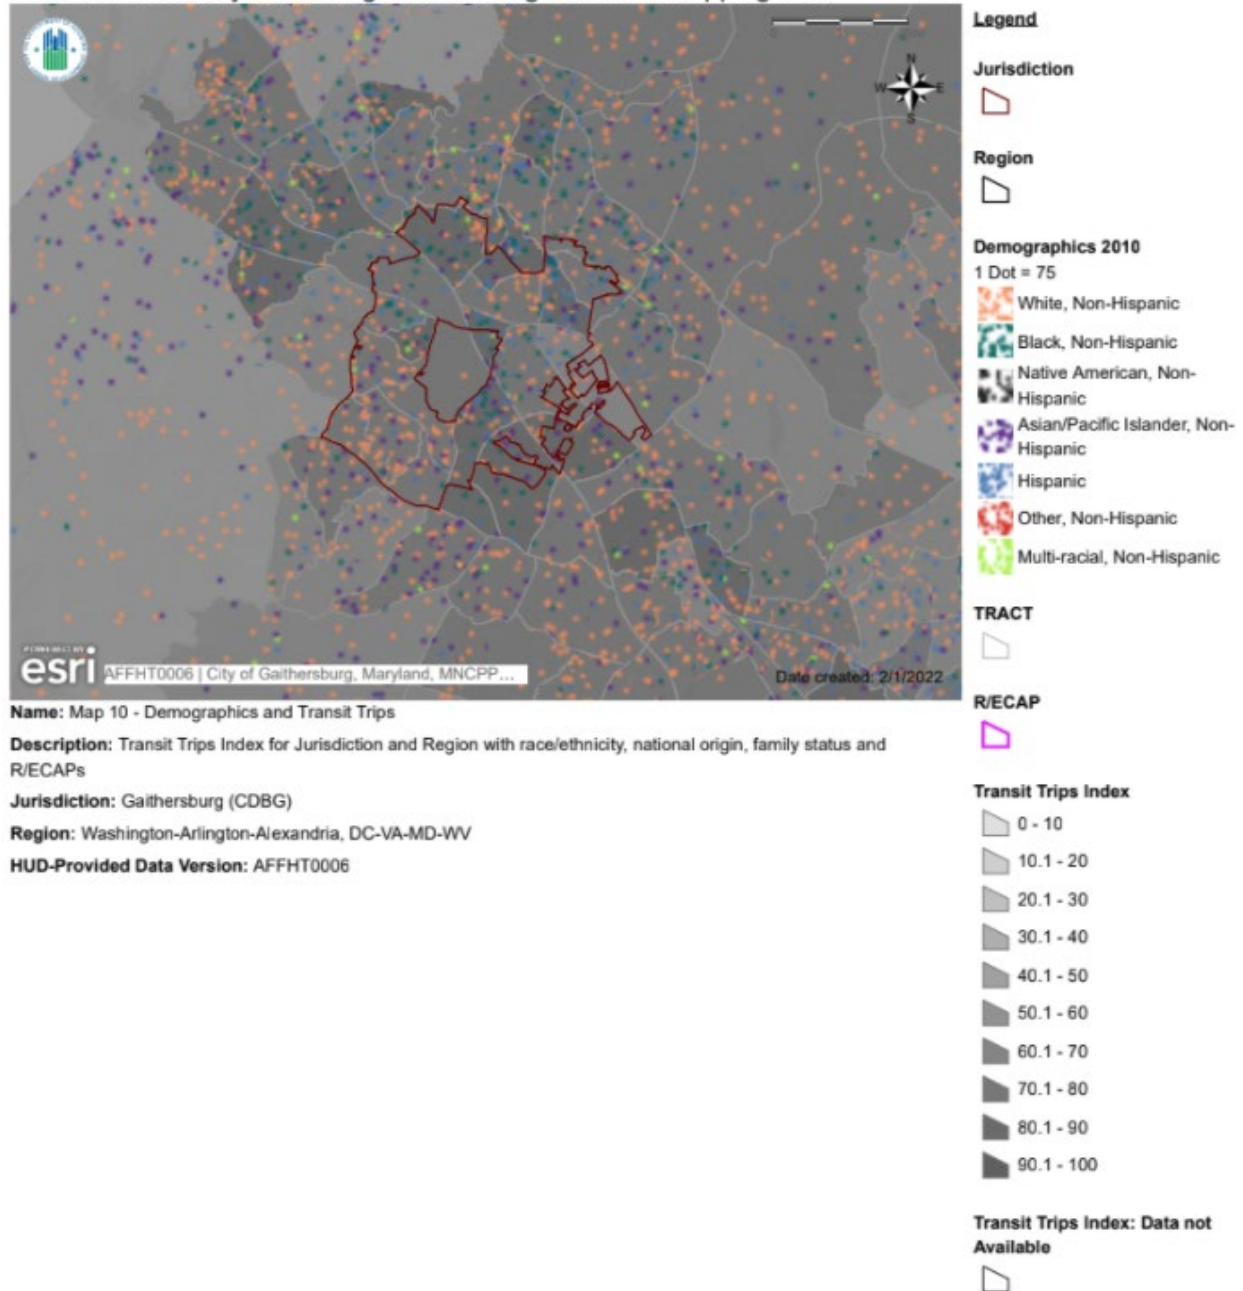 N
W E
S
esri
AFFHT0006 | City of Gaithersburg, Maryland, MNCPP...
Date created: 2/1/2022
Name: Map 10 - Demographics and Transit Trips
Description: Transit Trips Index for Jurisdiction and Region with race/ethnicity, national origin, family status and
R/ECAPs
Jurisdiction: Gaithersburg (CDBG)
Region: Washington-Arlington-Alexandria, DC-VA-MD-WV
HUD-Provided Data Version: AFFHT0006
Legend
Jurisdiction
Region
Demographics 2010
1 Dot = 75
White, Non-Hispanic
Black, Non-Hispanic
Native American, Non-
Hispanic
Asian/Pacific Islander, Non-
Hispanic
Hispanic
Other, Non-Hispanic
Multi-racial, Non-Hispanic
TRACT
R/ECAP
Transit Trips Index
0 - 10
10.1 - 20
20.1 - 30
30.1 - 40
40.1 - 50
50.1 - 60
60.1 - 70
70.1 - 80
80.1 - 90
90.1 - 100
Transit Trips Index: Data not
Available